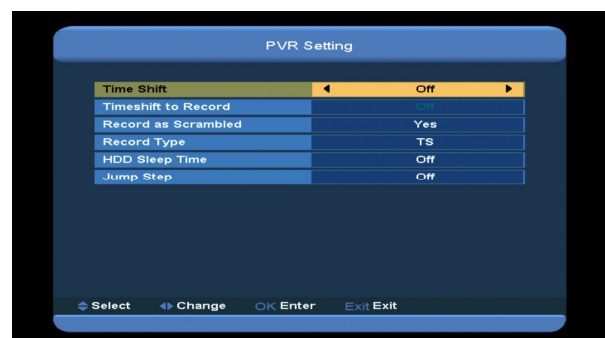 PVR Setting
Time Shift Off
Timeshift to Record Off
Record as Scrambled Yes
Record Type TS
HDD Sleep Time Off
Jump Step Off
Select Change OK Enter Exit Exit